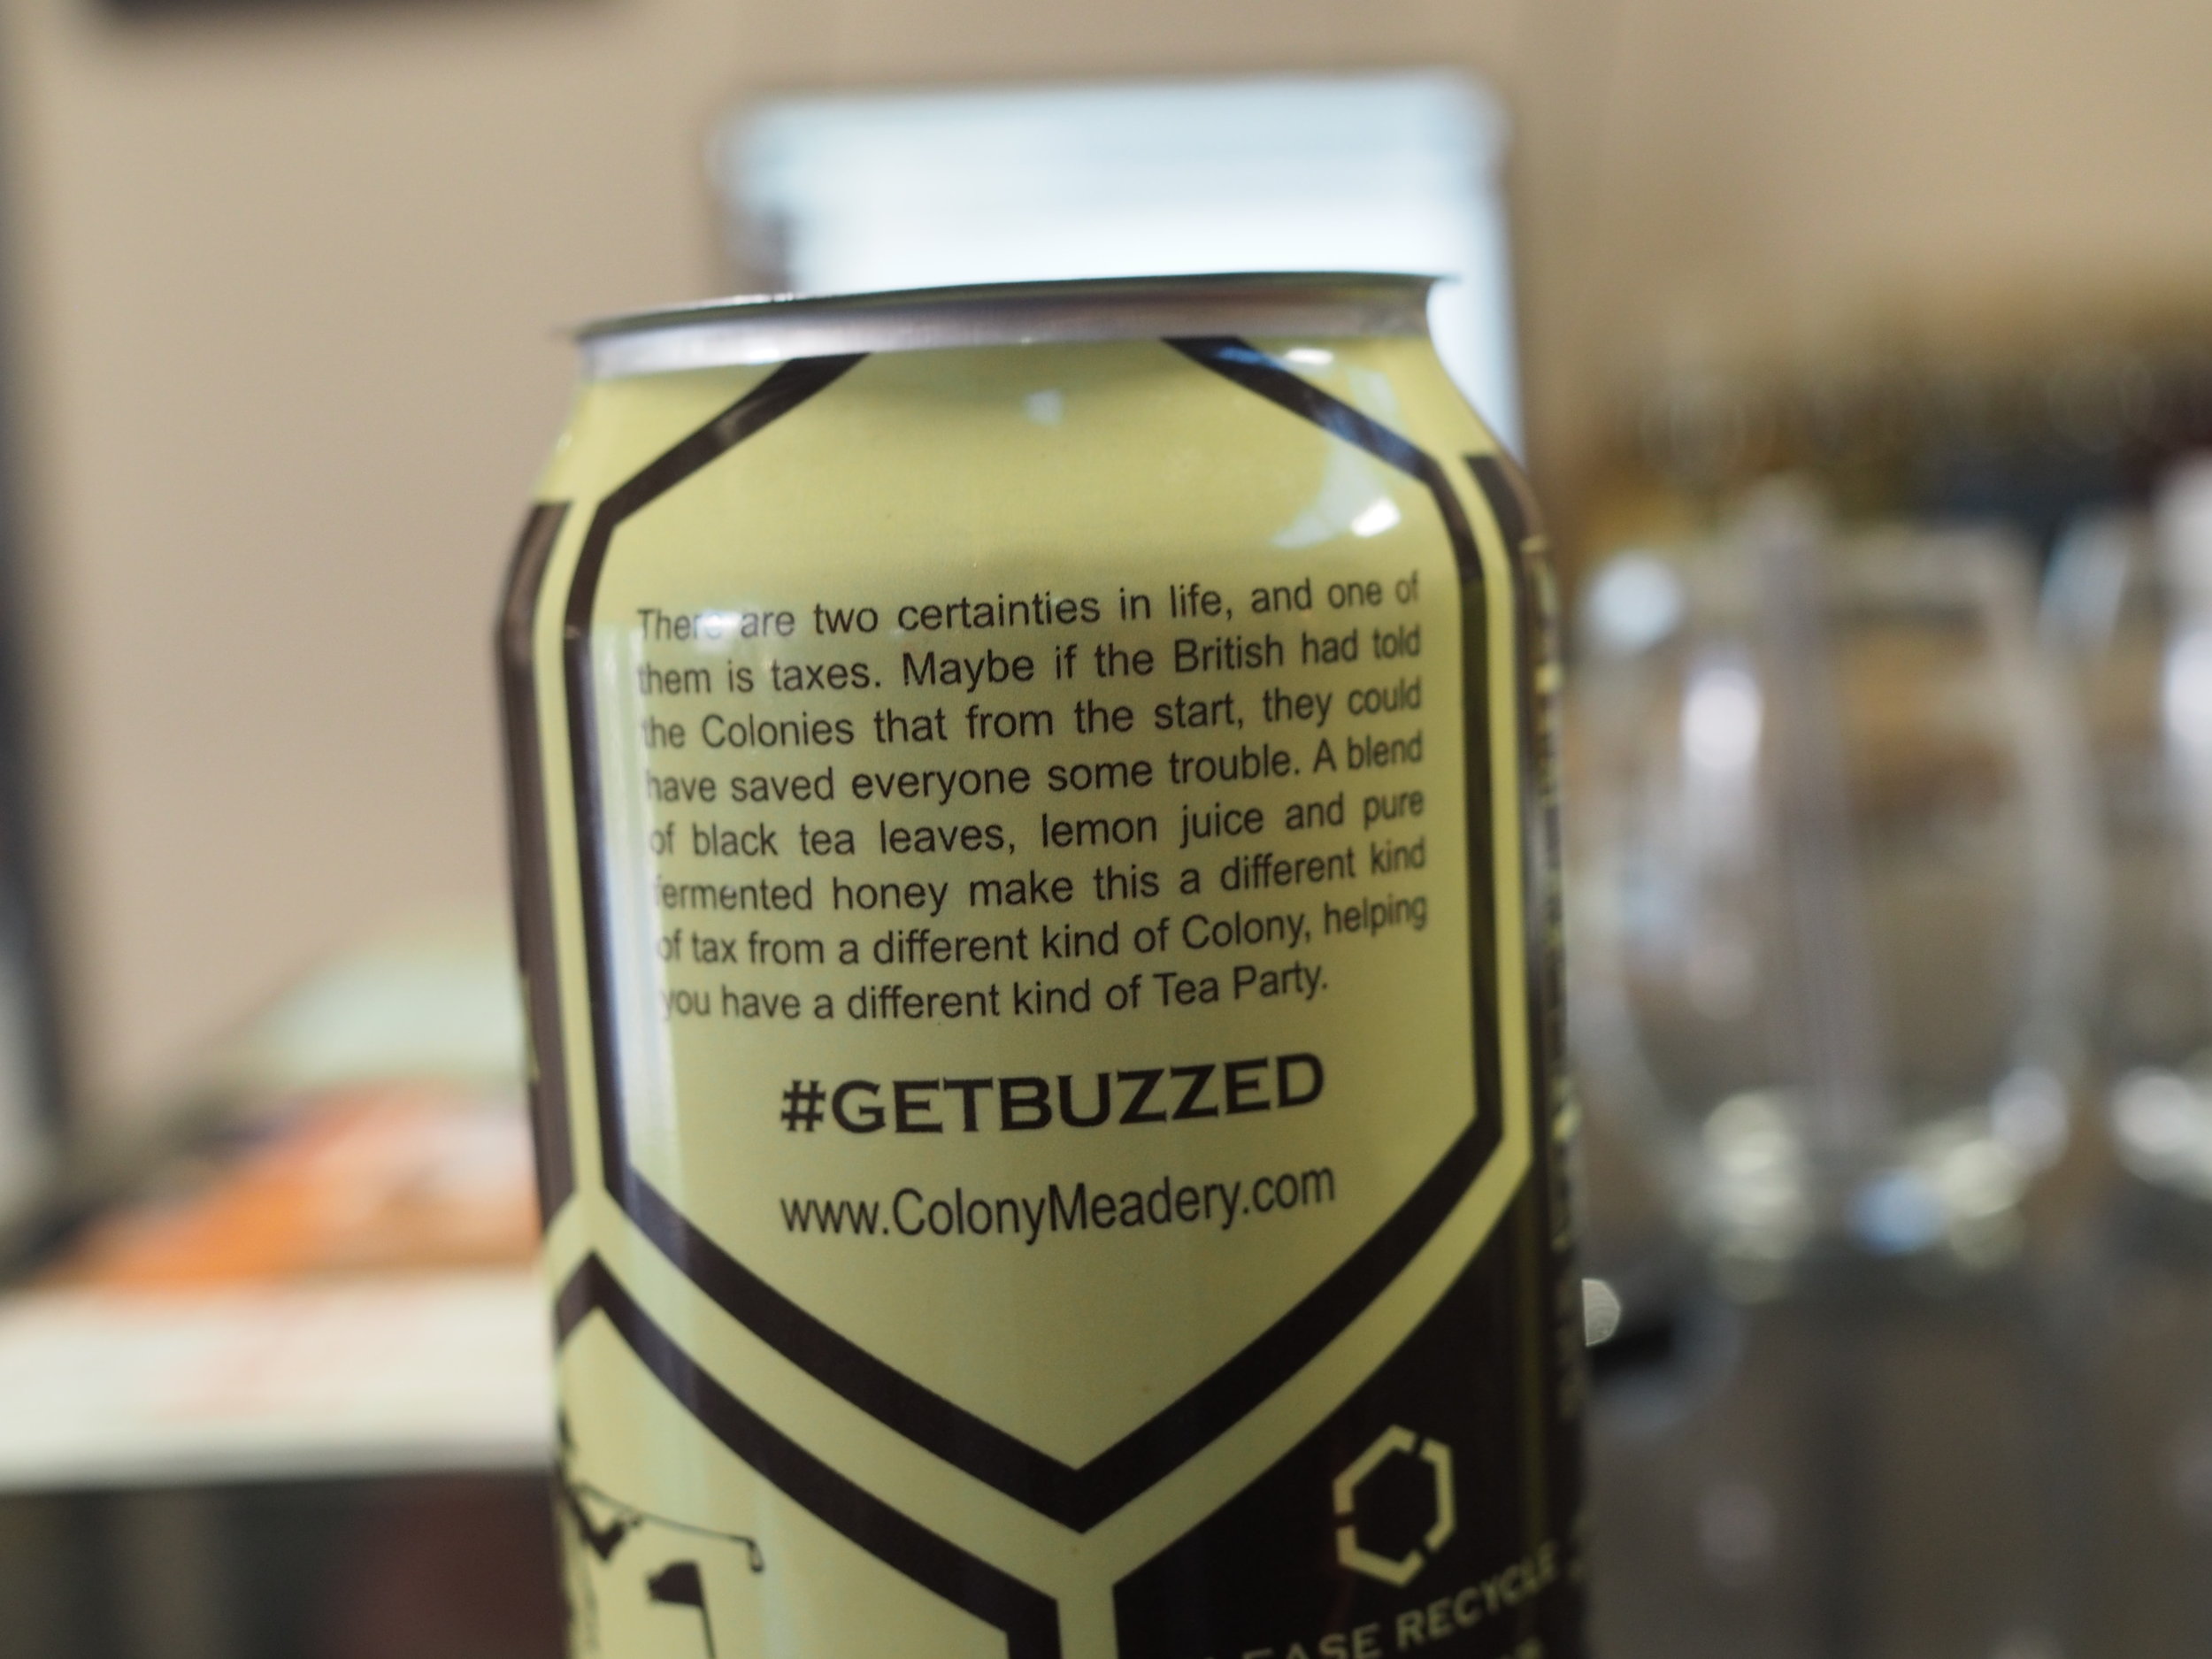 There are two certainties in life, and one of
them is taxes. Maybe if the British had told
the Colonies that from the start, they could
have saved everyone some trouble. A blend
of black tea leaves, lemon juice and pure
fermented honey make this a different kind
of tax from a different kind of Colony, helping
you have a different kind of Tea Party.
#GETBUZZED
www.ColonyMeadery.com
RECYCLE